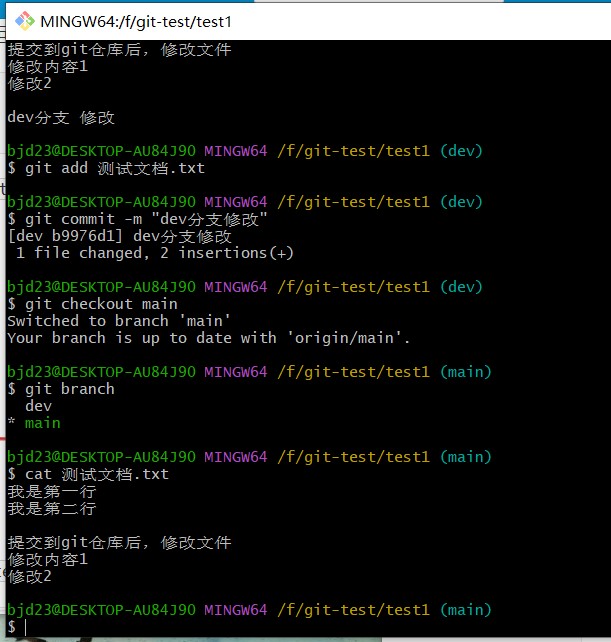 MINGW64:/f/git-test/test1
提交到git仓库后，修改文件
修改内容1
修改2
dev分支 修改
bjd23@DESKTOP-AU84J9O MINGW64 /f/git-test/test1 (dev)
$ git add 测试文档.txt
bjd23@DESKTOP-AU84J9O MINGW64 /f/git-test/test1 (dev)
$ git commit -m "dev分支修改"
[dev b9976d1] dev分支修改
1 file changed, 2 insertions(+)
bjd23@DESKTOP-AU84J9O MINGW64 /f/git-test/test1 (dev)
$ git checkout main
Switched to branch 'main'
Your branch is up to date with 'origin/main'.
bjd23@DESKTOP-AU84J9O MINGW64 /f/git-test/test1 (main)
$ git branch
dev
* main
bjd23@DESKTOP-AU84J9O MINGW64 /f/git-test/test1 (main)
$ cat 测试文档.txt
我是第一行
我是第二行
提交到git仓库后，修改文件
修改内容1
修改2
bjd23@DESKTOP-AU84J9O MINGW64 /f/git-test/test1 (main)
$